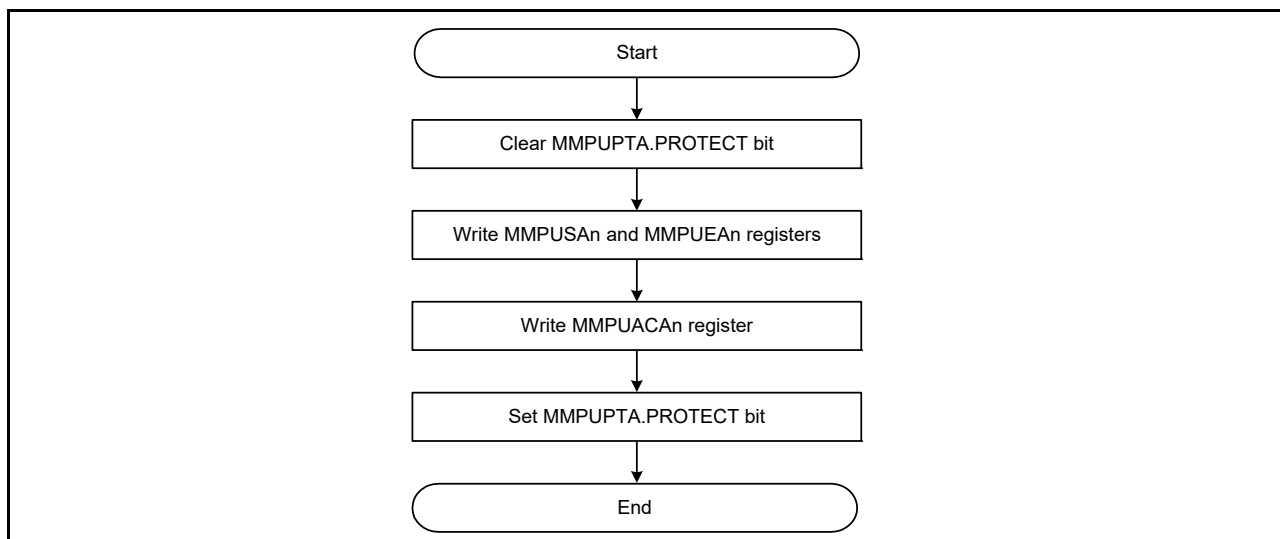 Start
Clear MMPUPTA.PROTECT bit
Write MMPUSAn and MMPUEAn registers
Write MMPUACAn register
Set MMPUPTA.PROTECT bit
End